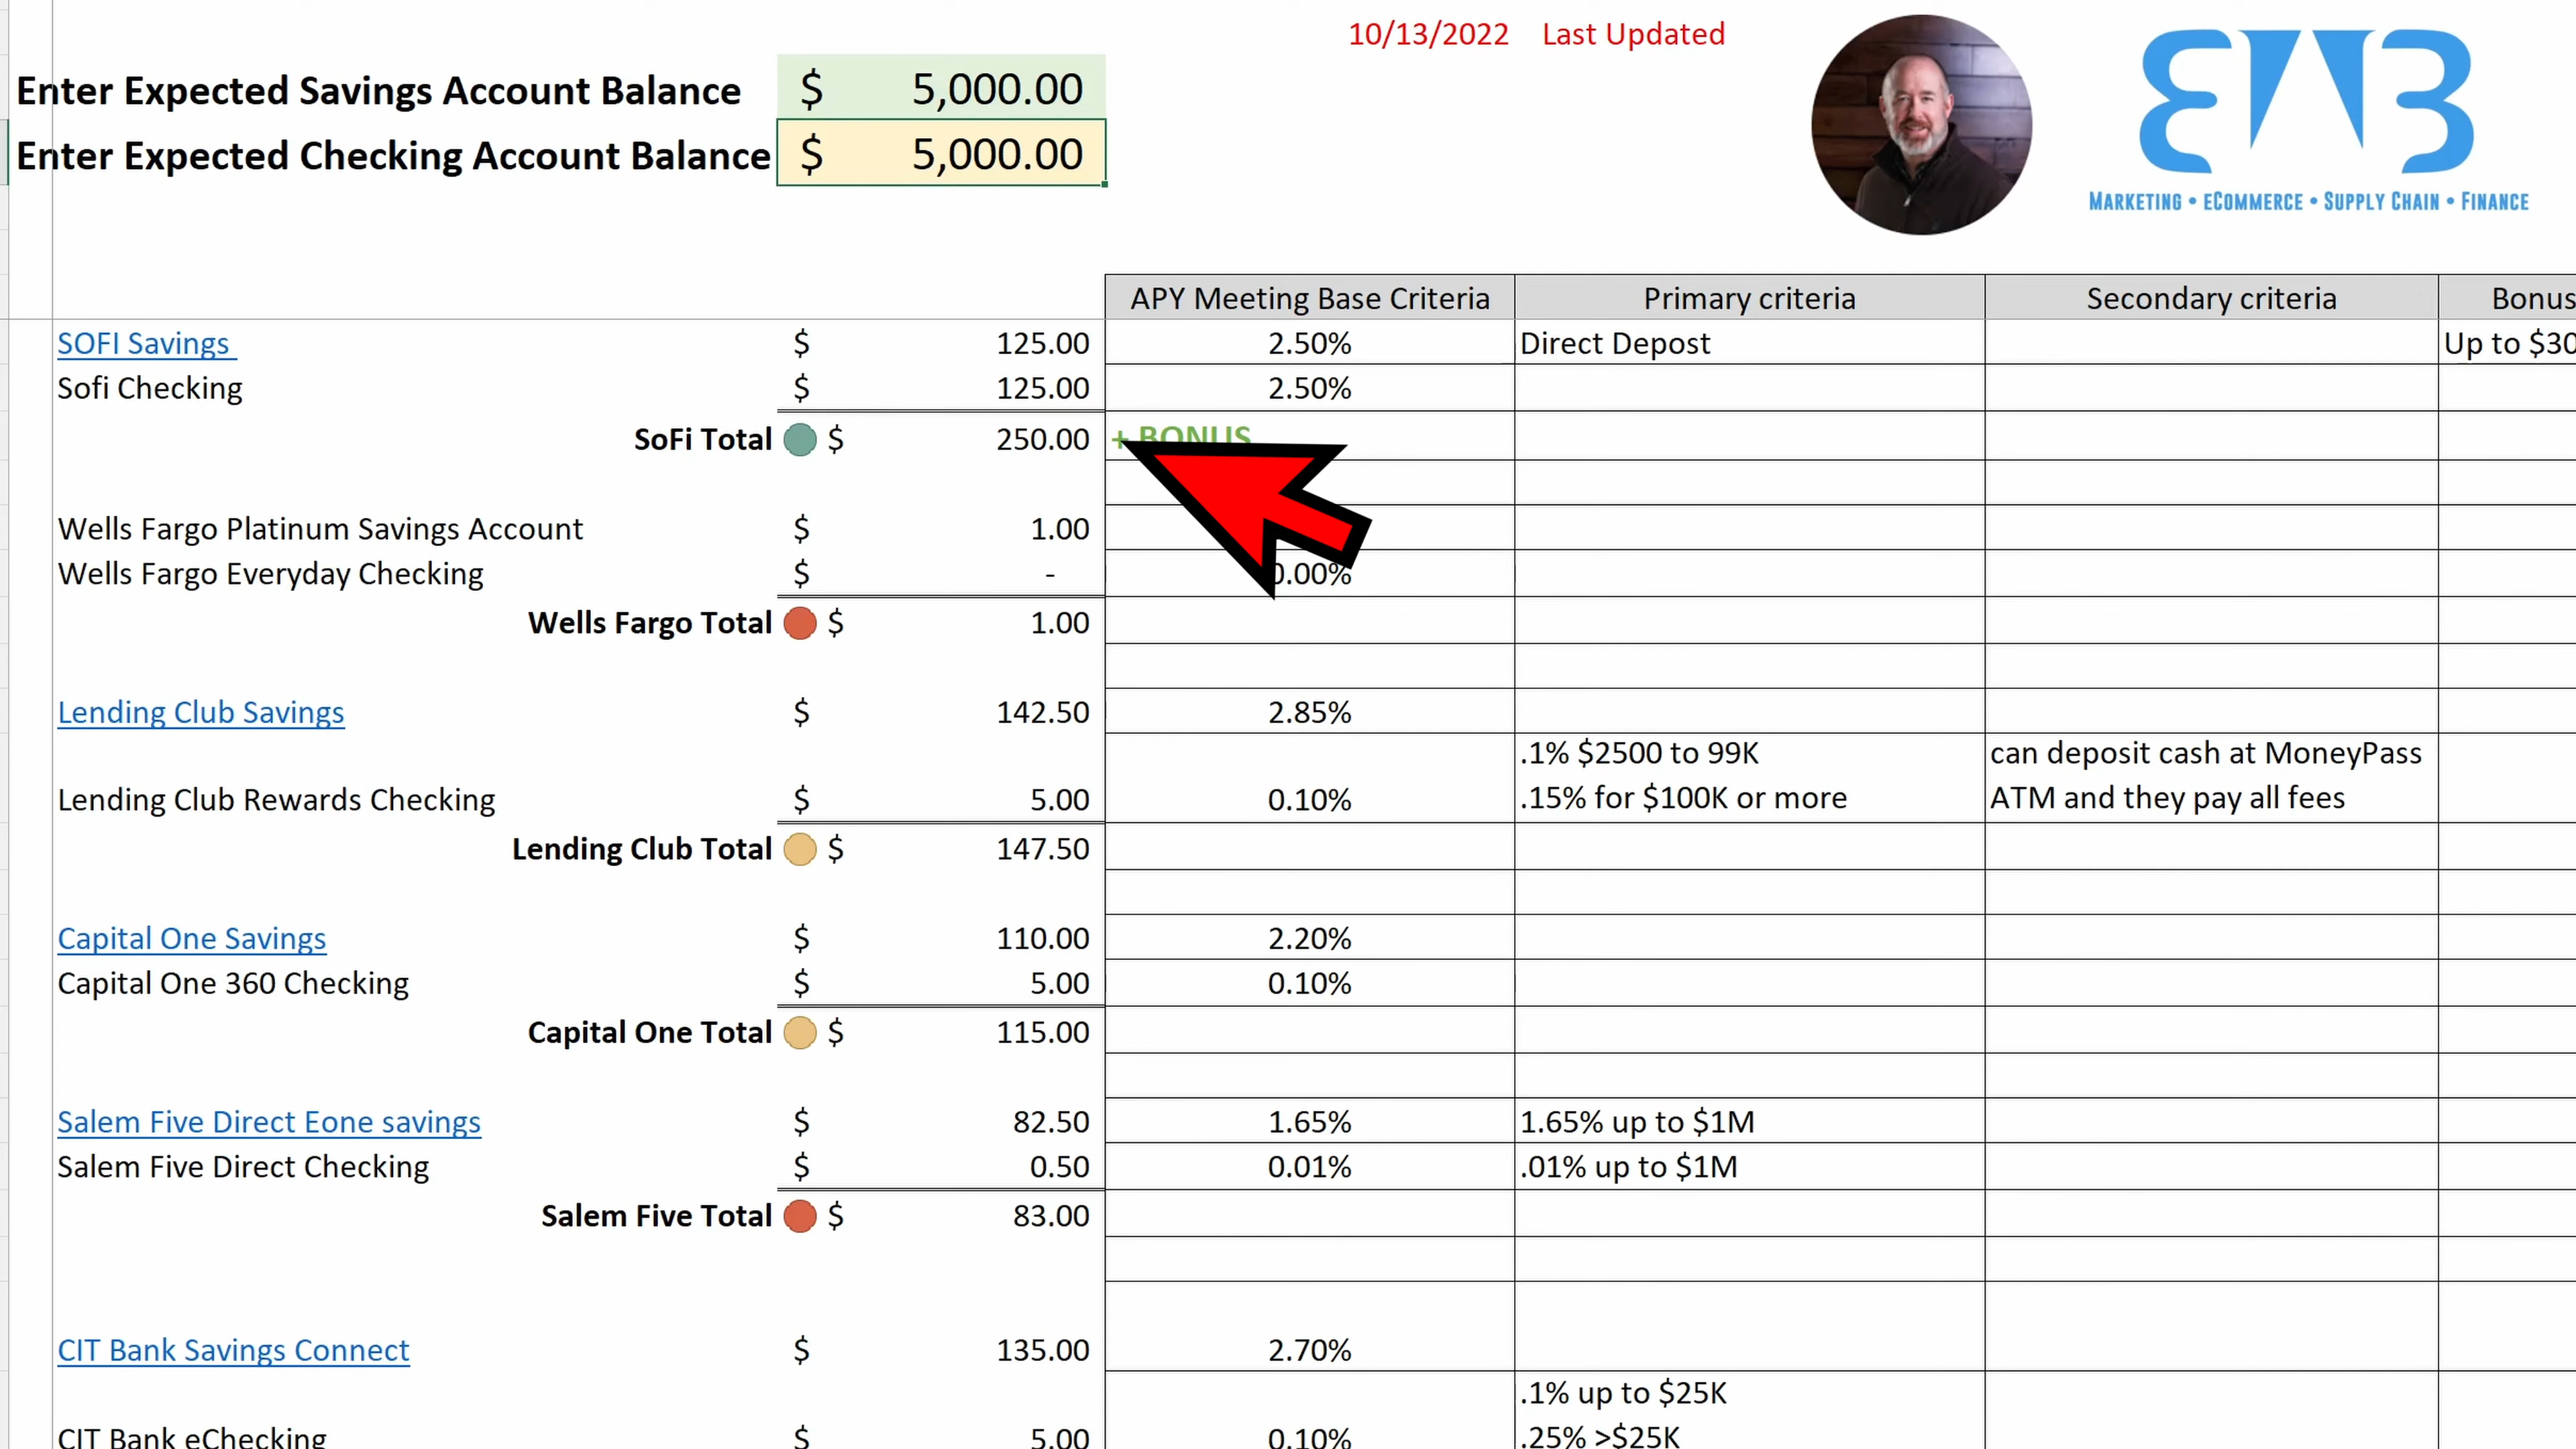 10/13/2022 Last Updated
Enter Expected Savings Account Balance $ 5,000.00
Enter Expected Checking Account Balance $ 5,000.00
MARKETING • ECOMMERCE • SUPPLY CHAIN • FINANCE
APY Meeting Base Criteria Primary criteria Secondary criteria Bonus
SOFI Savings $ 125.00 2.50% Direct Depost Up to $30
Sofi Checking $ 125.00 2.50%
SoFi Total $ 250.00 + BONUS
Wells Fargo Platinum Savings Account $ 1.00
Wells Fargo Everyday Checking $ - 0.00%
Wells Fargo Total $ 1.00
Lending Club Savings $ 142.50 2.85%
.1% $2500 to 99K can deposit cash at MoneyPass
Lending Club Rewards Checking $ 5.00 0.10% .15% for $100K or more ATM and they pay all fees
Lending Club Total $ 147.50
Capital One Savings $ 110.00 2.20%
Capital One 360 Checking $ 5.00 0.10%
Capital One Total $ 115.00
Salem Five Direct Eone savings $ 82.50 1.65% 1.65% up to $1M
Salem Five Direct Checking $ 0.50 0.01% .01% up to $1M
Salem Five Total $ 83.00
CIT Bank Savings Connect $ 135.00 2.70%
.1% up to $25K
CIT Bank eChecking $ 5.00 0.10% .25% >$25K